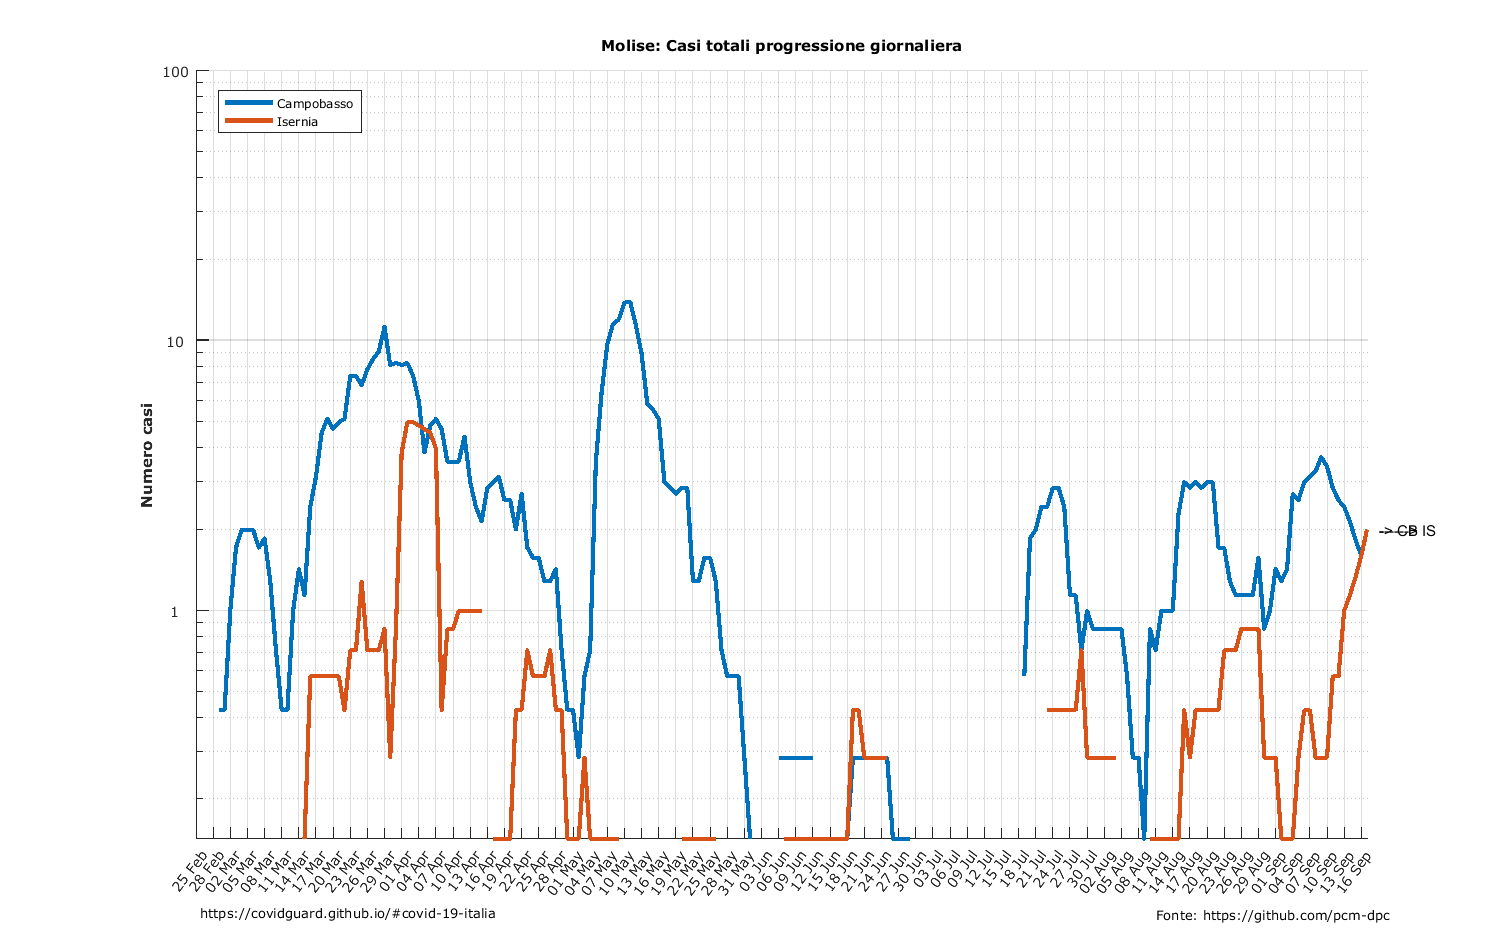 Molise: Casi totali progressione giornaliera
100
Campobasso
Isernia
10
1
Numero casi
-> CB IS
25 Feb
28 Feb
02 Mar
05 Mar
08 Mar
11 Mar
14 Mar
17 Mar
20 Mar
23 Mar
26 Mar
29 Mar
01 Apr
04 Apr
07 Apr
10 Apr
13 Apr
16 Apr
19 Apr
22 Apr
25 Apr
28 Apr
01 May
04 May
07 May
10 May
13 May
16 May
19 May
22 May
25 May
28 May
31 May
03 Jun
06 Jun
09 Jun
12 Jun
15 Jun
18 Jun
21 Jun
24 Jun
27 Jun
30 Jun
03 Jul
06 Jul
09 Jul
12 Jul
15 Jul
18 Jul
21 Jul
24 Jul
27 Jul
30 Jul
02 Aug
05 Aug
08 Aug
11 Aug
14 Aug
17 Aug
20 Aug
23 Aug
26 Aug
29 Aug
01 Sep
04 Sep
07 Sep
10 Sep
13 Sep
16 Sep
https://covidguard.github.io/#covid-19-italia
Fonte: https://github.com/pcm-dpc